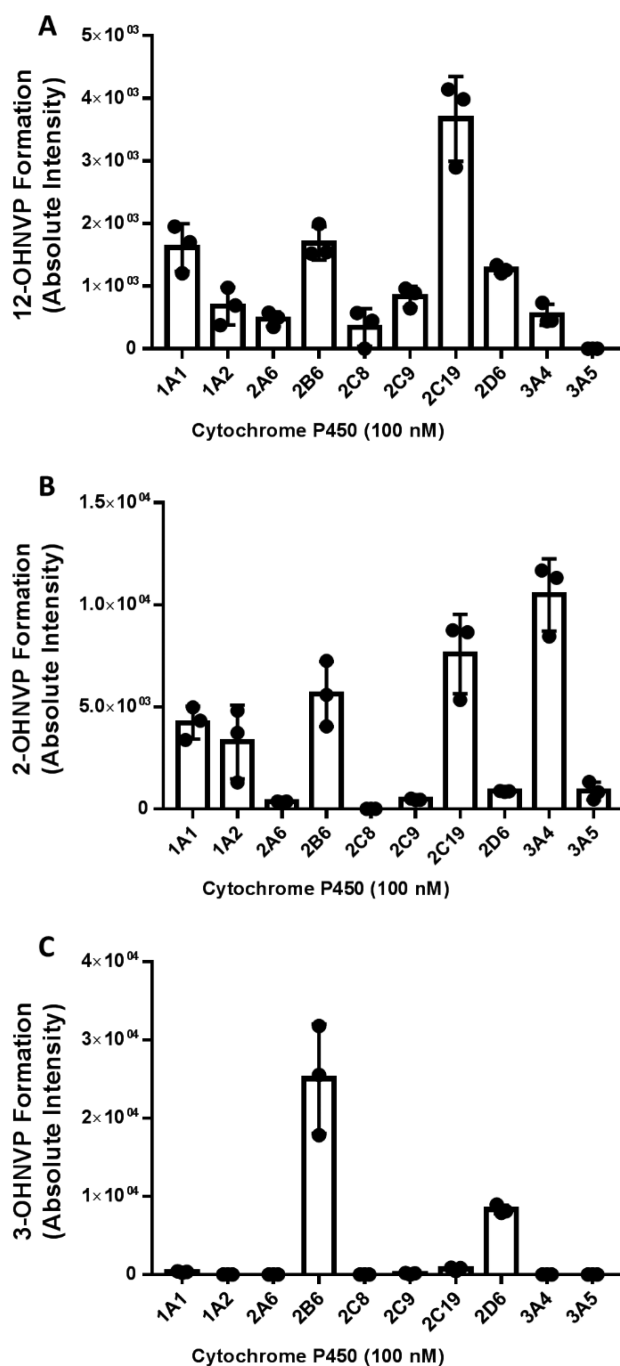 A
12-OHNVP Formation
(Absolute Intensity)
5×10⁰³
4×10⁰³
3×10⁰³
2×10⁰³
1×10⁰³
0
1A1
1A2
2A6
2B6
2C8
2C9
2C19
2D6
3A4
3A5
Cytochrome P450 (100 nM)
B
2-OHNVP Formation
(Absolute Intensity)
1.5×10⁰⁴
1.0×10⁰⁴
5.0×10⁰³
0
1A1
1A2
2A6
2B6
2C8
2C9
2C19
2D6
3A4
3A5
Cytochrome P450 (100 nM)
C
3-OHNVP Formation
(Absolute Intensity)
4×10⁰⁴
3×10⁰⁴
2×10⁰⁴
1×10⁰⁴
0
1A1
1A2
2A6
2B6
2C8
2C9
2C19
2D6
3A4
3A5
Cytochrome P450 (100 nM)